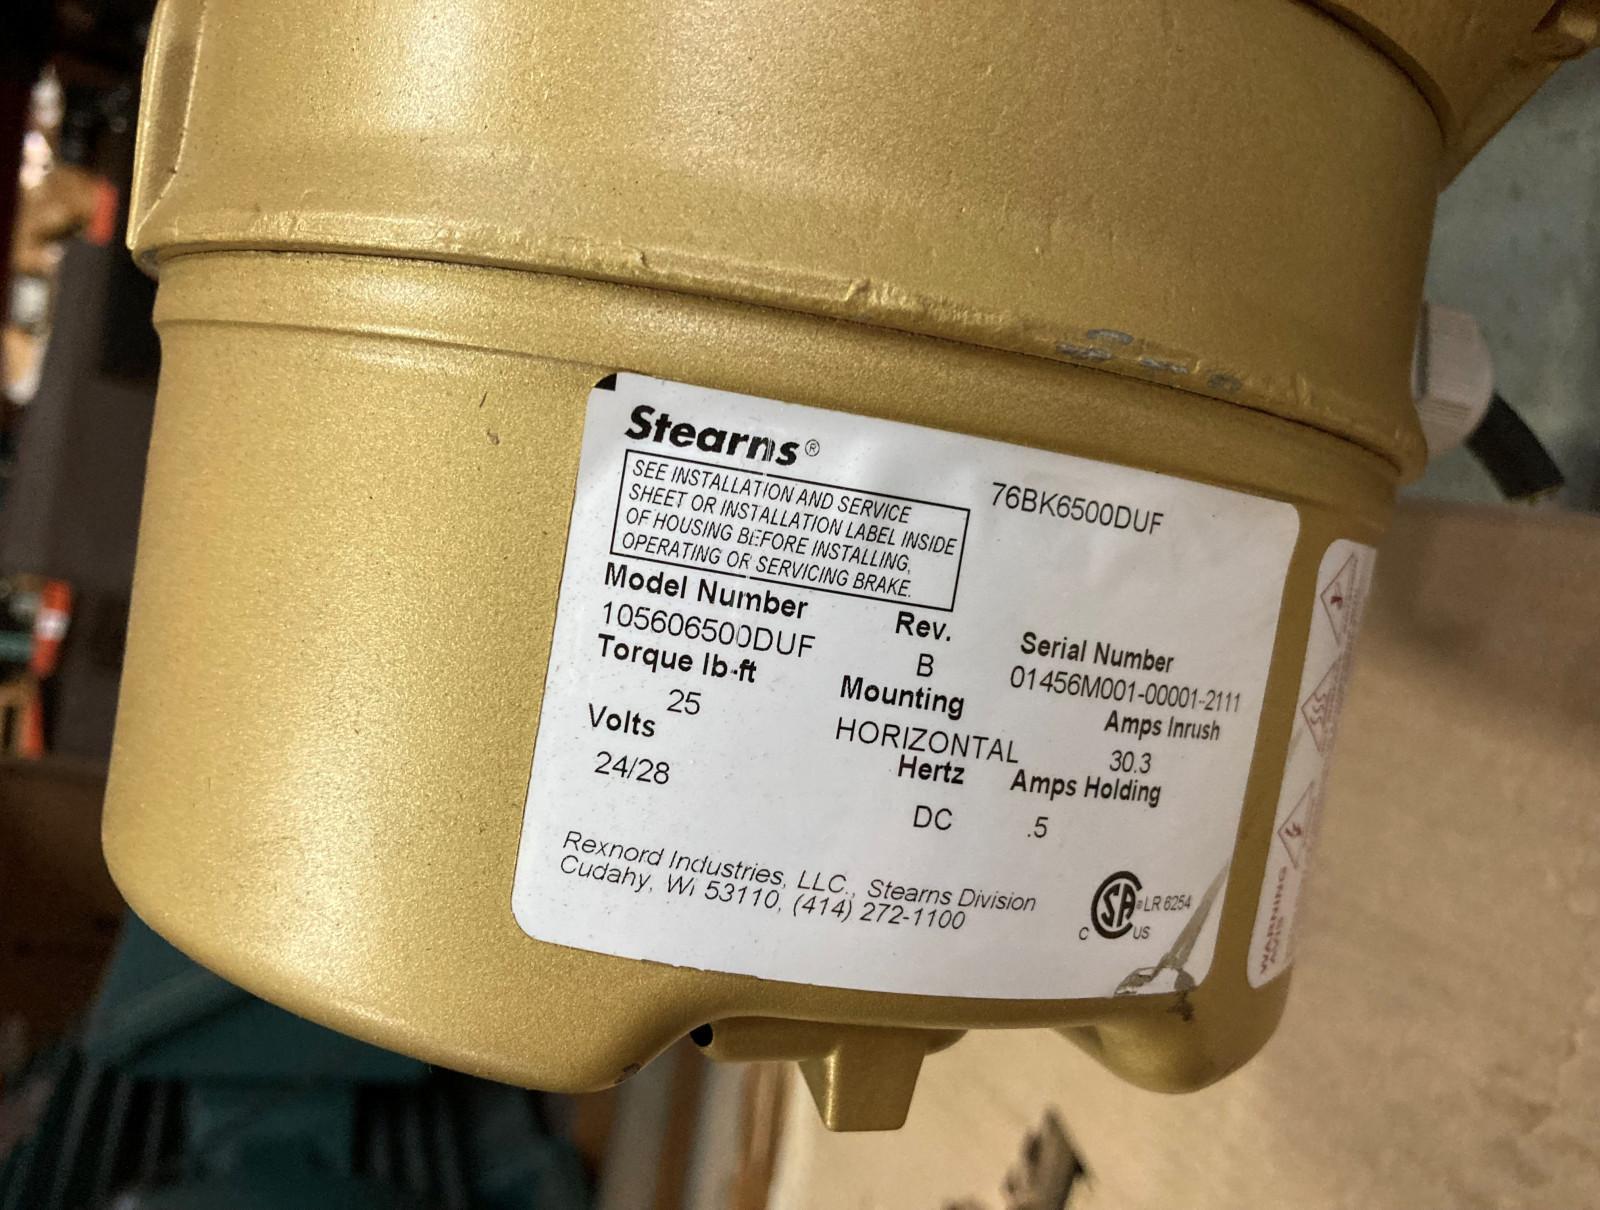 Stearns®
76BK6500DUF
SEE INSTALLATION AND SERVICE
SHEET OR INSTALLATION LABEL INSIDE
OF HOUSING BEFORE INSTALLING,
OPERATING OR SERVICING BRAKE.
Model Number
105606500DUF
Rev.
B
Serial Number
01456M001-00001-2111
Torque lb-ft
25
Mounting
HORIZONTAL
Amps Inrush
30.3
Volts
24/28
Hertz
DC
Amps Holding
.5
Rexnord Industries, LLC., Stearns Division
Cudahy, Wi 53110, (414) 272-1100
C SA US ® LR 6254
WARNING
AVIS